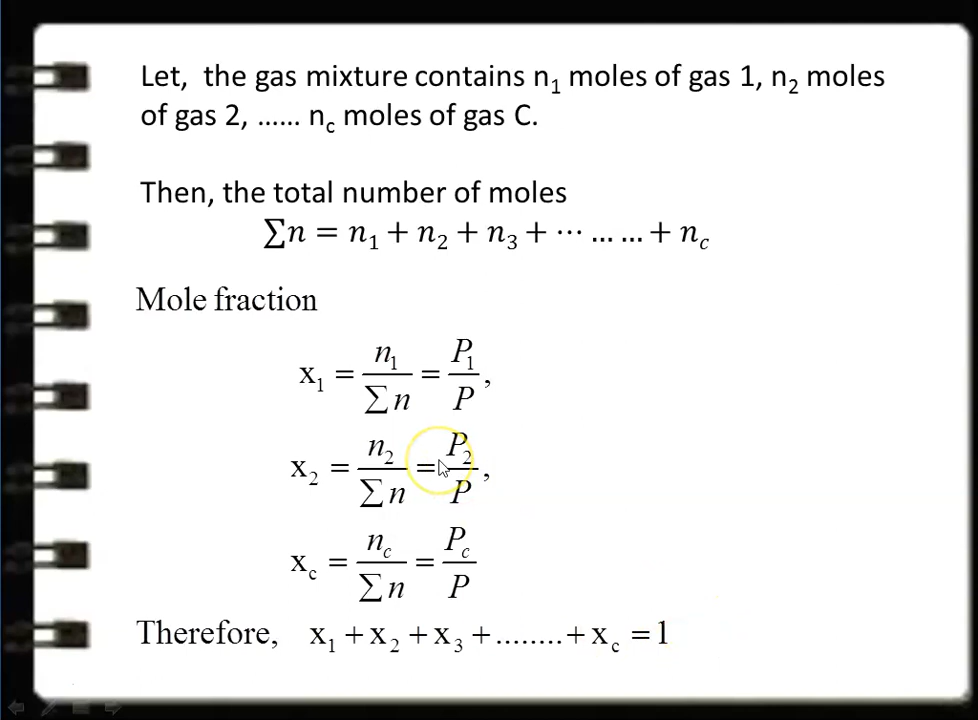 Let, the gas mixture contains n₁ moles of gas 1, n₂ moles
of gas 2, ...... n꜀ moles of gas C.
Then, the total number of moles
∑n = n₁ + n₂ + n₃ + ⋯ ... ... + n꜀
Mole fraction
x₁ = n₁/∑n = P₁/P,
x₂ = n₂/∑n = P₂/P,
x꜀ = n꜀/∑n = P꜀/P
Therefore, x₁ + x₂ + x₃ + ........ + x꜀ = 1